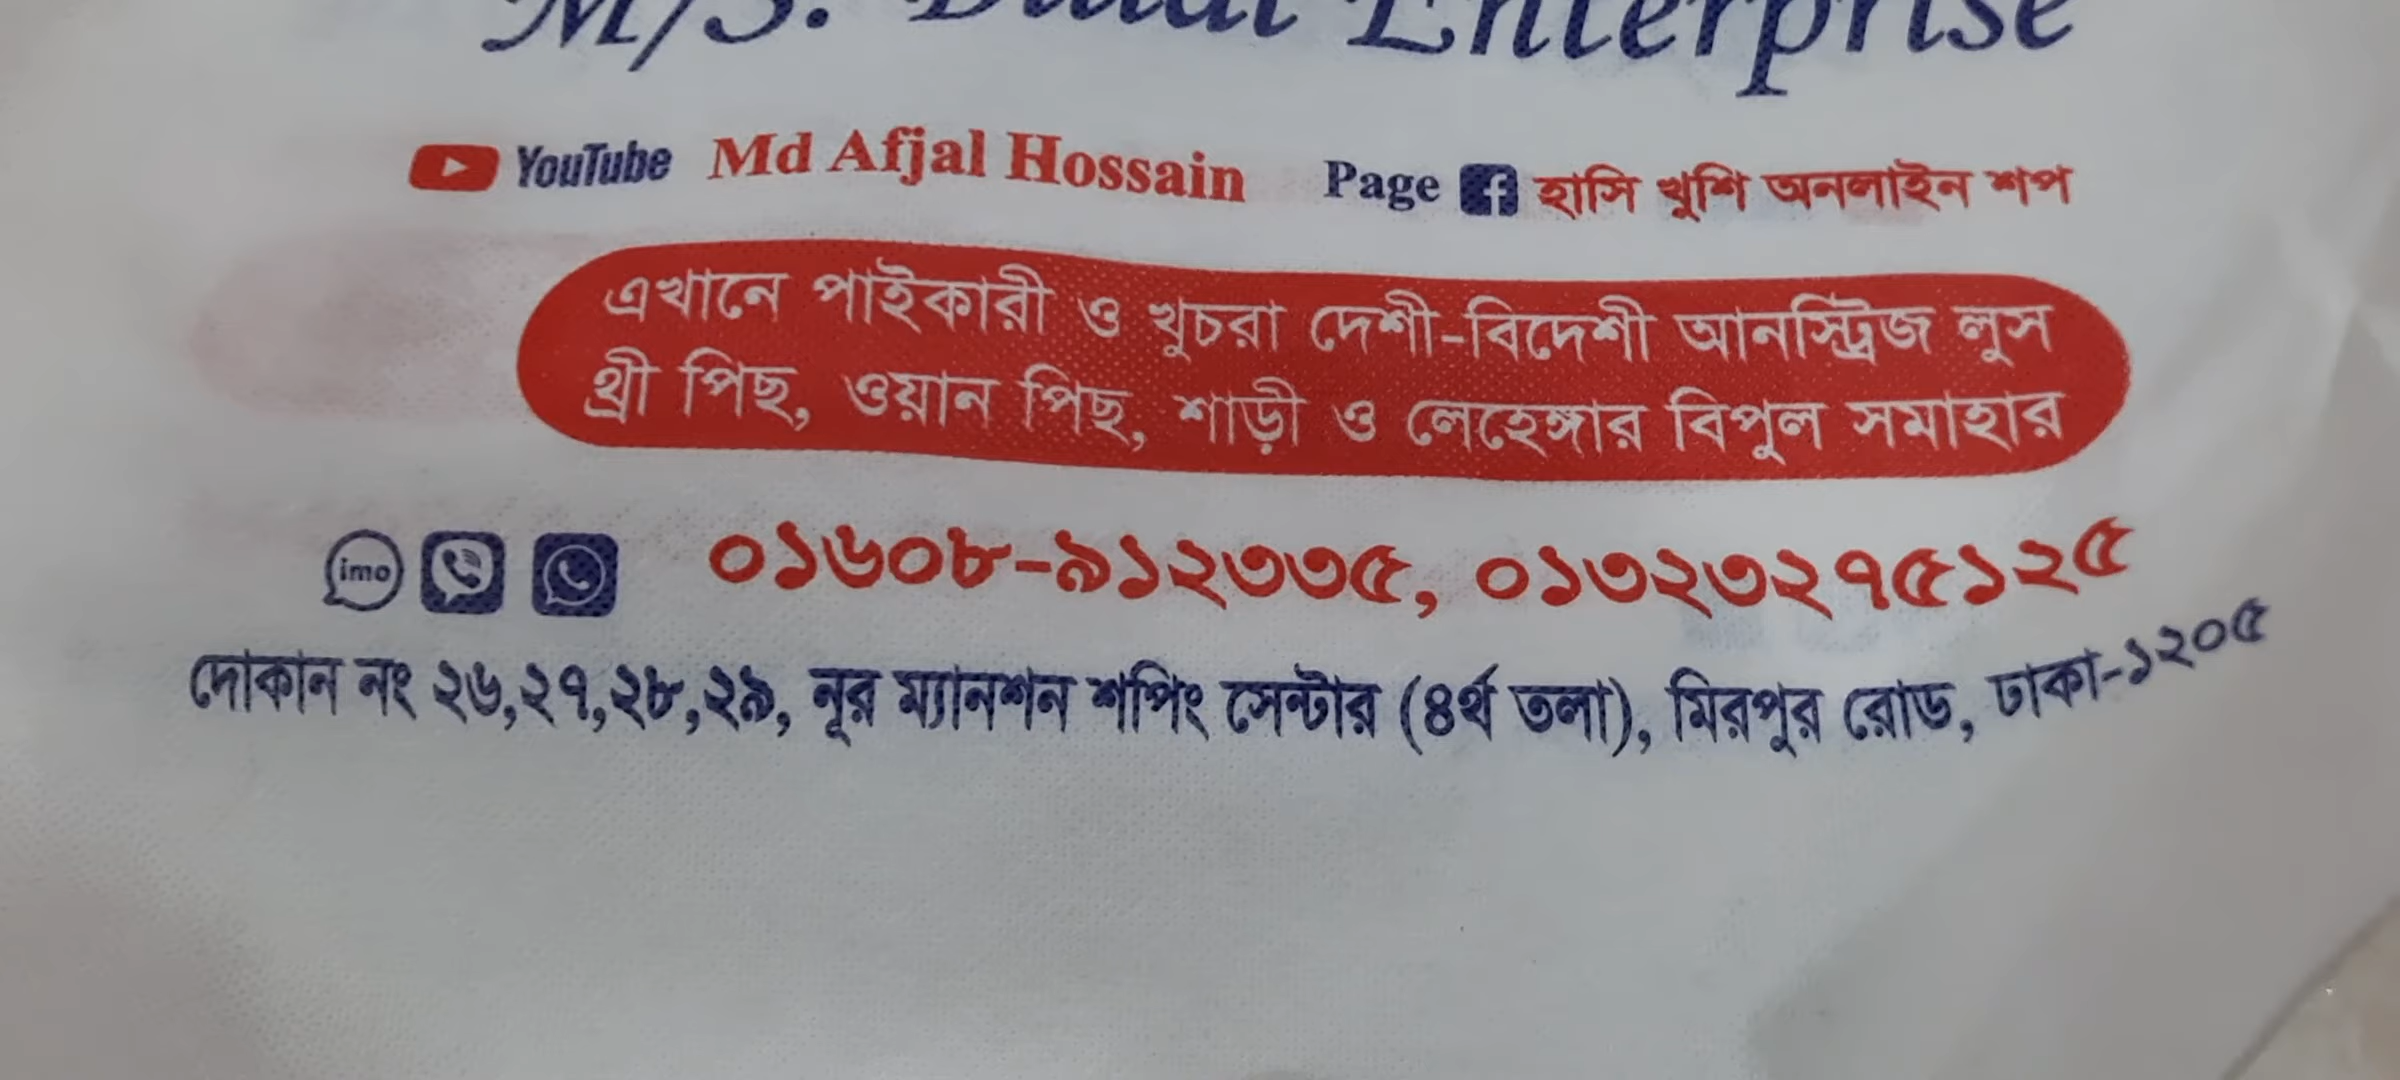 M/S. Enterprise
YouTube Md Afjal Hossain Page হাসি খুশি অনলাইন শপ
এখানে পাইকারী ও খুচরা দেশী-বিদেশী আনস্ট্রিজ লুস
থ্রী পিছ, ওয়ান পিছ, শাড়ী ও লেহেঙ্গার বিপুল সমাহার
imo ০১৬০৮-৯১২৩৩৫, ০১৩২৩২৭৫১২৫
দোকান নং ২৬,২৭,২৮,২৯, নূর ম্যানশন শপিং সেন্টার (৪র্থ তলা), মিরপুর রোড, ঢাকা-১২০৫